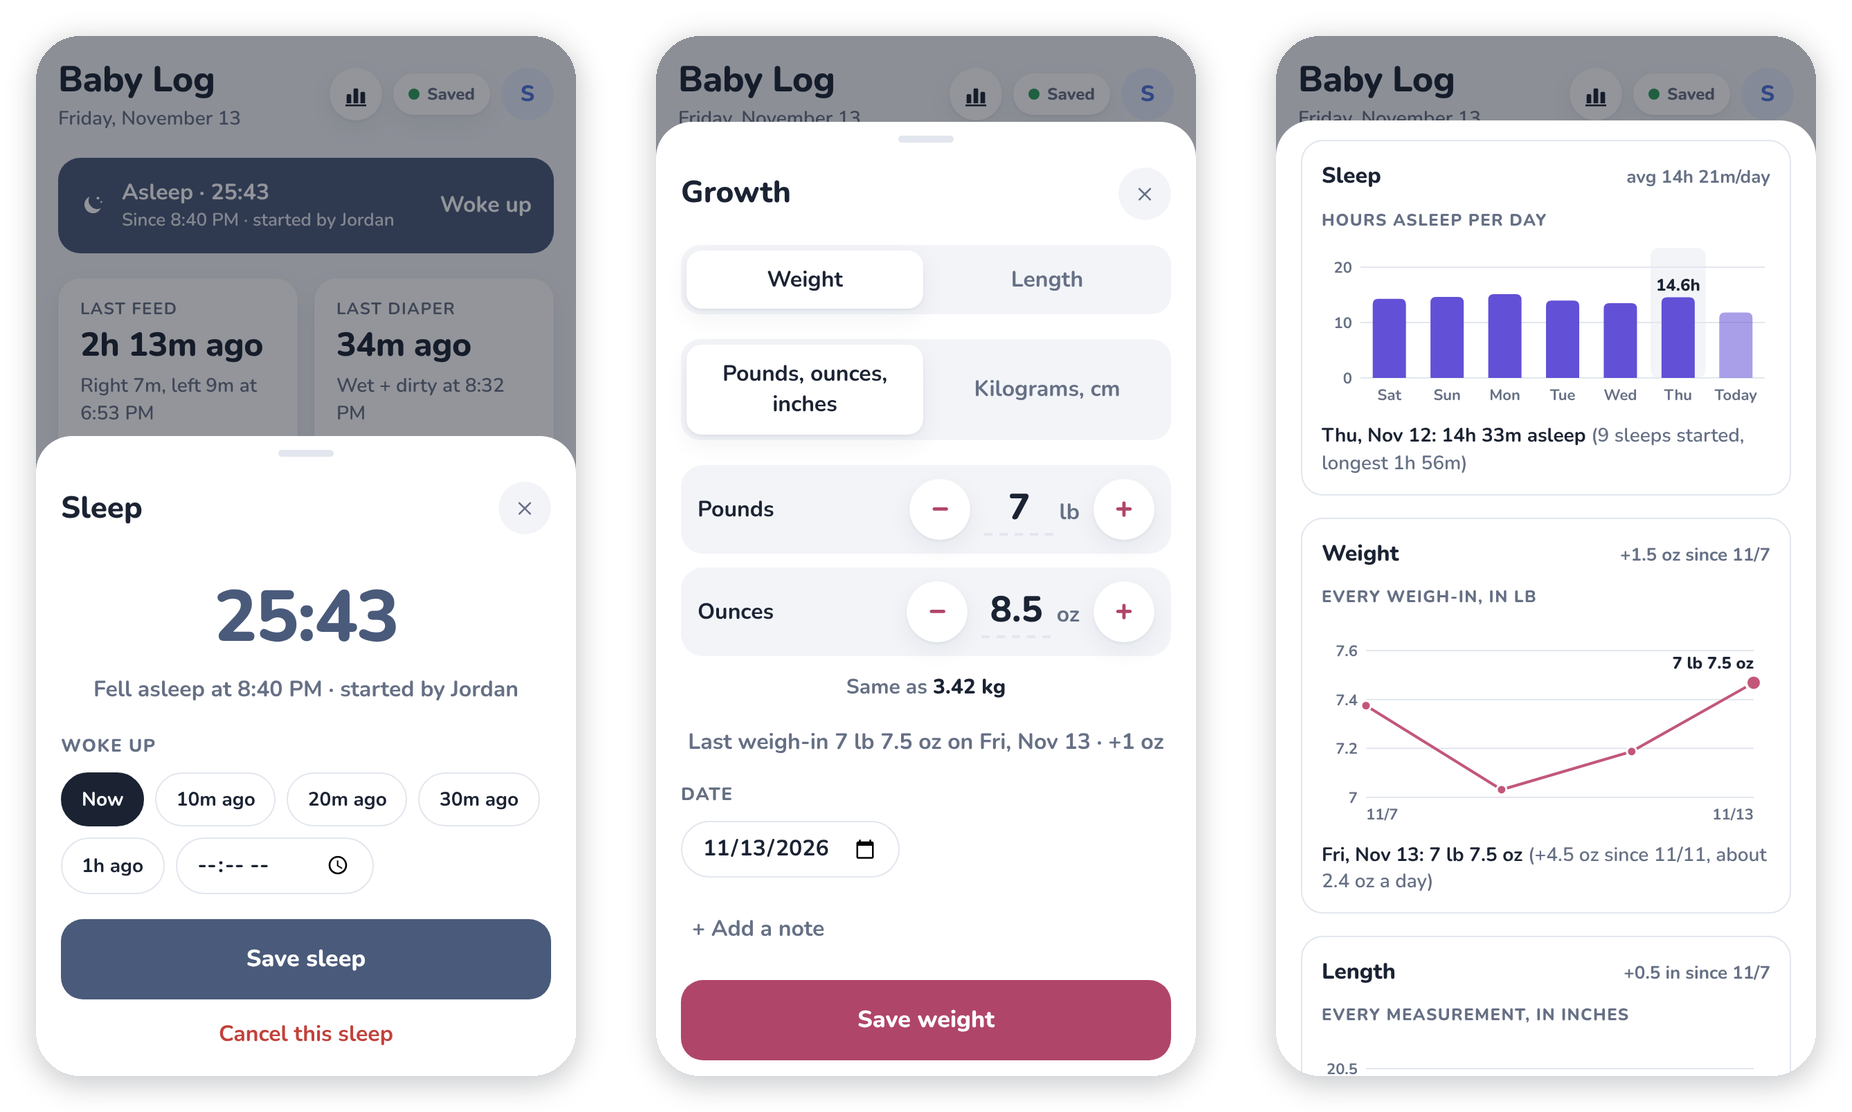 Baby Log
Saved
S
Friday, November 13
Asleep · 25:43
Since 8:40 PM · started by Jordan
Woke up
LAST FEED
2h 13m ago
Right 7m, left 9m at
6:53 PM
LAST DIAPER
34m ago
Wet + dirty at 8:32
PM
Sleep
25:43
Fell asleep at 8:40 PM · started by Jordan
WOKE UP
Now
10m ago
20m ago
30m ago
1h ago
--:-- --
Save sleep
Cancel this sleep
Baby Log
Saved
S
Friday, November 13
Growth
Weight
Length
Pounds, ounces,
inches
Kilograms, cm
Pounds
− 7 lb +
Ounces
− 8.5 oz +
Same as 3.42 kg
Last weigh-in 7 lb 7.5 oz on Fri, Nov 13 · +1 oz
DATE
11/13/2026
+ Add a note
Save weight
Baby Log
Saved
S
Friday, November 13
Sleep
avg 14h 21m/day
HOURS ASLEEP PER DAY
20
14.6h
10
0
Sat Sun Mon Tue Wed Thu Today
Thu, Nov 12: 14h 33m asleep (9 sleeps started,
longest 1h 56m)
Weight
+1.5 oz since 11/7
EVERY WEIGH-IN, IN LB
7.6
7 lb 7.5 oz
7.4
7.2
7
11/7 11/13
Fri, Nov 13: 7 lb 7.5 oz (+4.5 oz since 11/11, about
2.4 oz a day)
Length
+0.5 in since 11/7
EVERY MEASUREMENT, IN INCHES
20.5